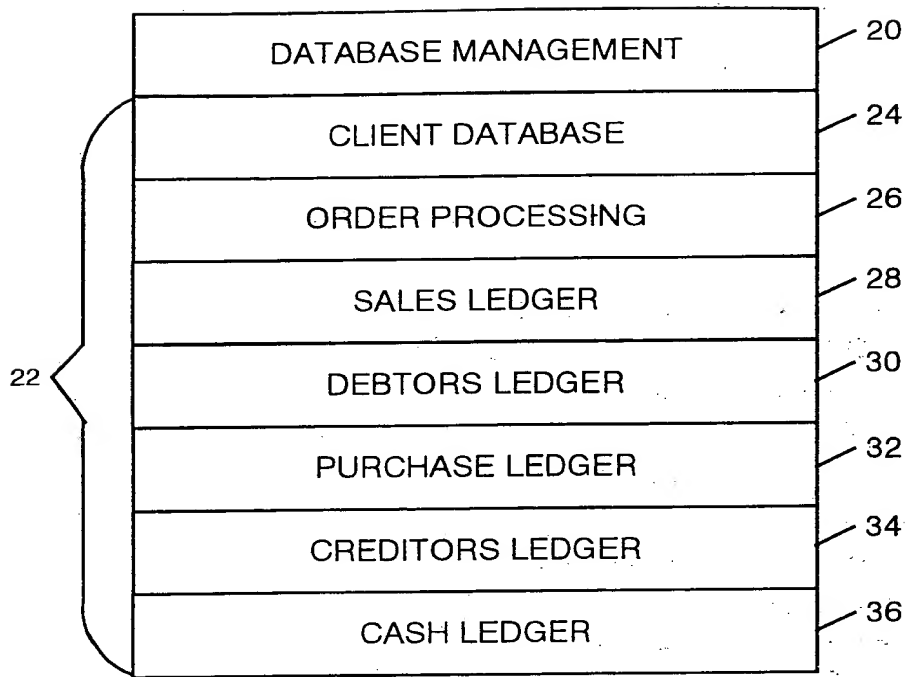 DATABASE MANAGEMENT 20
CLIENT DATABASE 24
ORDER PROCESSING 26
SALES LEDGER 28
22 DEBTORS LEDGER 30
PURCHASE LEDGER 32
CREDITORS LEDGER 34
CASH LEDGER 36